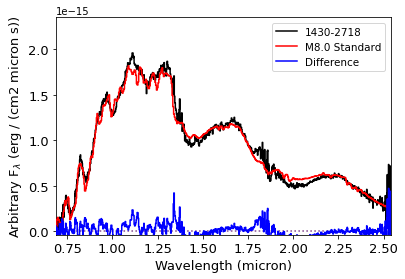 1e−15
1430-2718
M8.0 Standard
Difference
Arbitrary Fλ (erg / (cm2 micron s))
2.0
1.5
1.0
0.5
0.0
0.75 1.00 1.25 1.50 1.75 2.00 2.25 2.50
Wavelength (micron)